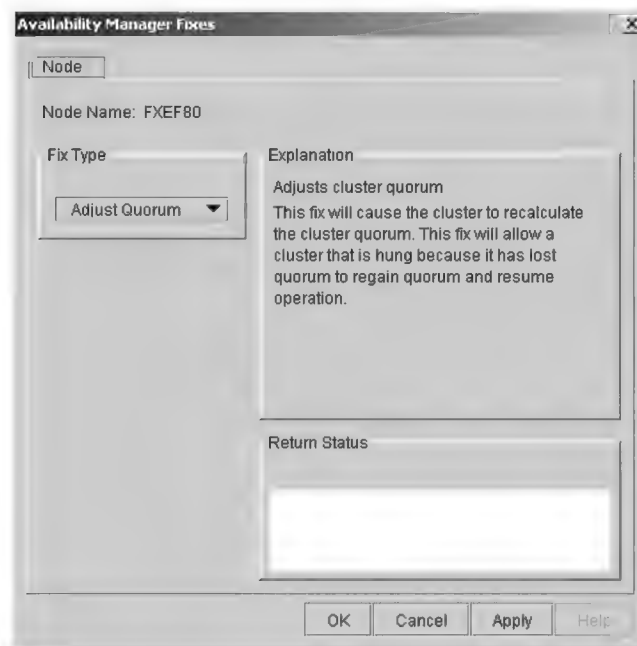 Availability Manager Fixes
Node
Node Name: FXEF80
Fix Type
Adjust Quorum
Explanation
Adjusts cluster quorum
This fix will cause the cluster to recalculate
the cluster quorum. This fix will allow a
cluster that is hung because it has lost
quorum to regain quorum and resume
operation.
Return Status
OK
Cancel
Apply
Help